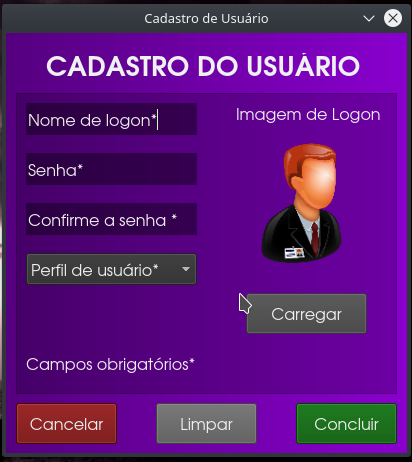 Cadastro de Usuário
CADASTRO DO USUÁRIO
Nome de logon*
Imagem de Logon
Senha*
Confirme a senha *
Perfil de usuário*
Carregar
Campos obrigatórios*
Cancelar
Limpar
Concluir